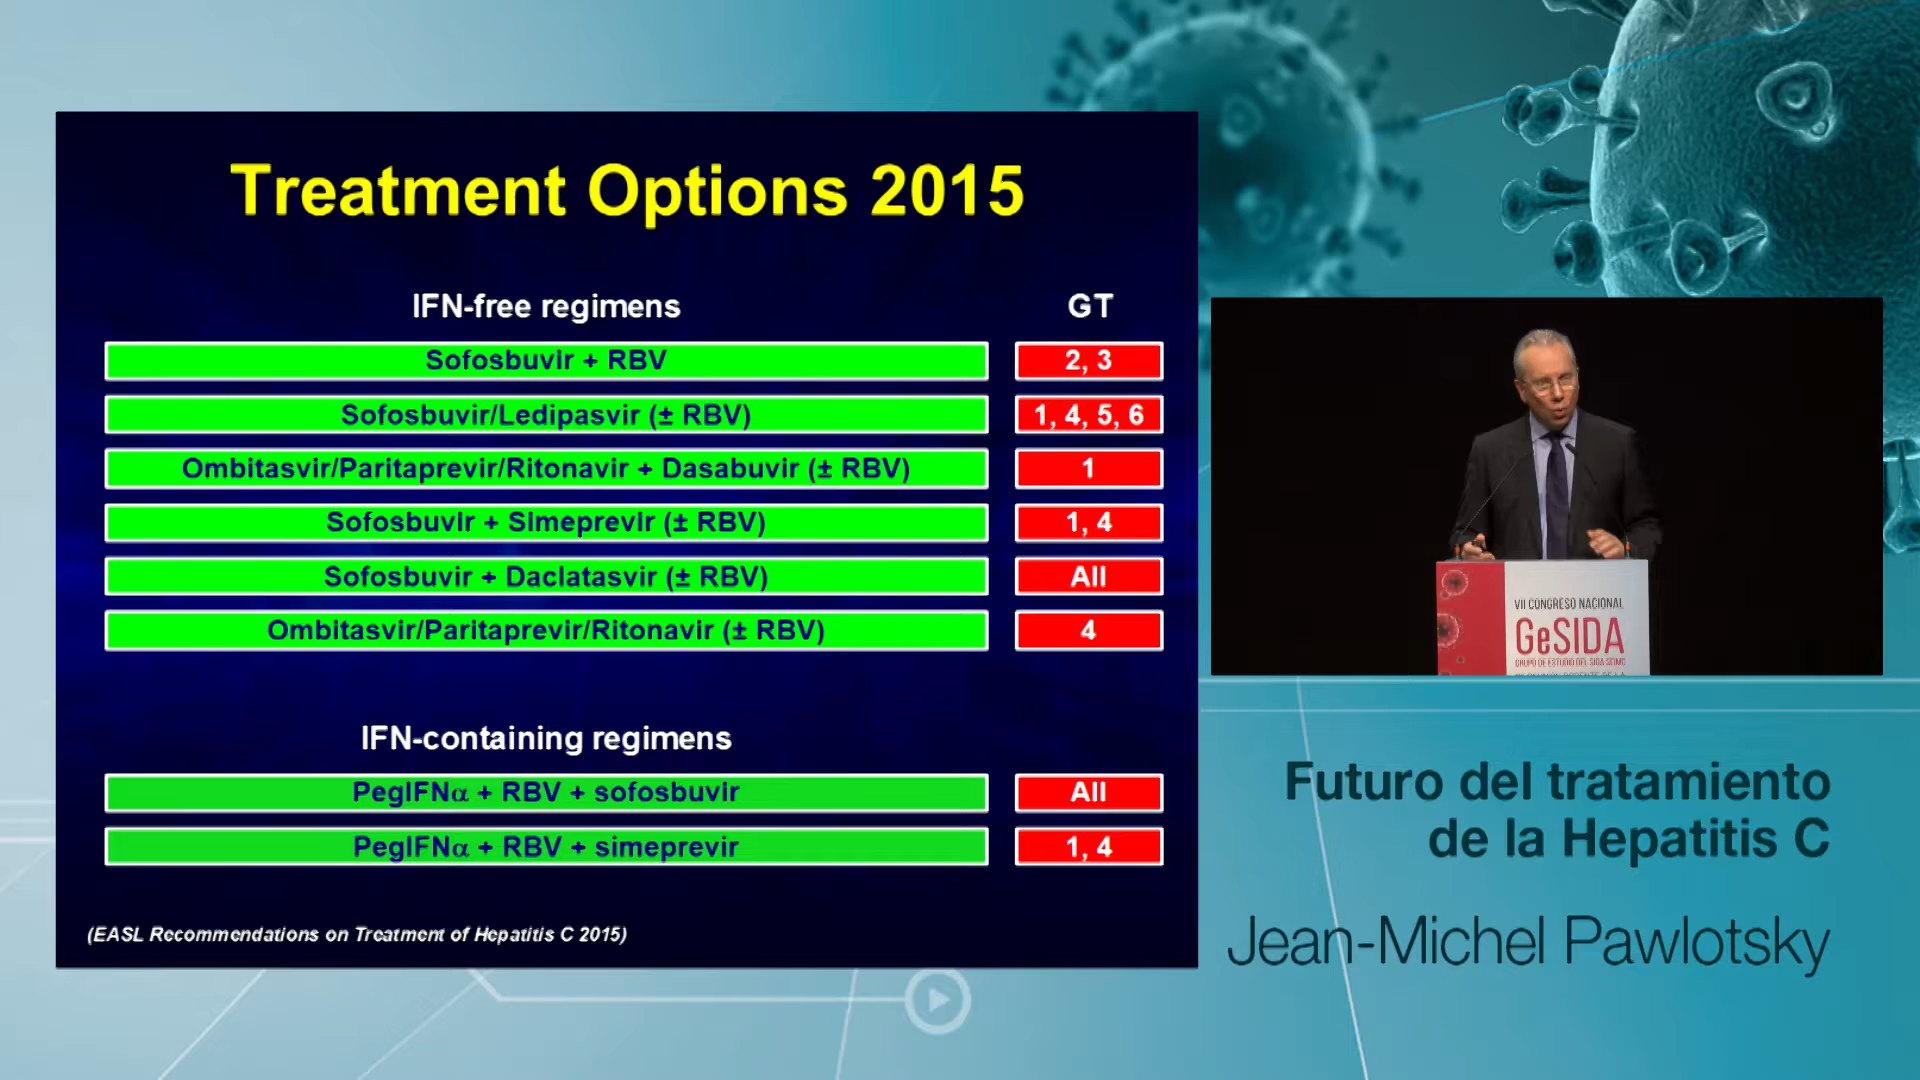 Treatment Options 2015
IFN-free regimens GT
Sofosbuvir + RBV 2, 3
Sofosbuvir/Ledipasvir (± RBV) 1, 4, 5, 6
Ombitasvir/Paritaprevir/Ritonavir + Dasabuvir (± RBV) 1
Sofosbuvir + Simeprevir (± RBV) 1, 4
Sofosbuvir + Daclatasvir (± RBV) All
Ombitasvir/Paritaprevir/Ritonavir (± RBV) 4
IFN-containing regimens
PegIFNα + RBV + sofosbuvir All
PegIFNα + RBV + simeprevir 1, 4
(EASL Recommendations on Treatment of Hepatitis C 2015)
VII CONGRESO NACIONAL
GeSIDA
GRUPO DE ESTUDIO DEL SIDA SEIMC
Futuro del tratamiento
de la Hepatitis C
Jean-Michel Pawlotsky